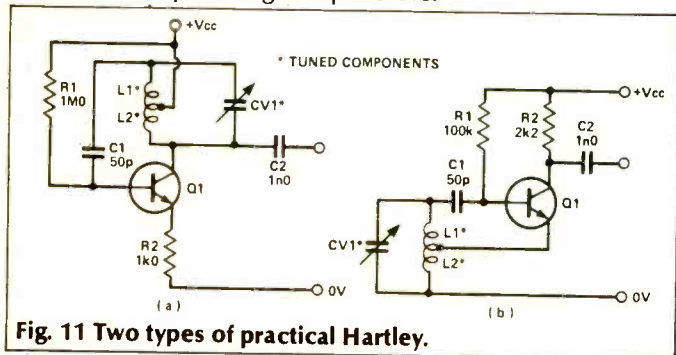 +Vcc
* TUNED COMPONENTS
R1
1M0
L1*
L2*
CV1*
C1
50p
C2
1n0
Q1
R2
1k0
0V
(a)
+Vcc
R1
100k
R2
2k2
C2
1n0
C1
50p
Q1
CV1*
L1*
L2*
0V
(b)
Fig. 11 Two types of practical Hartley.